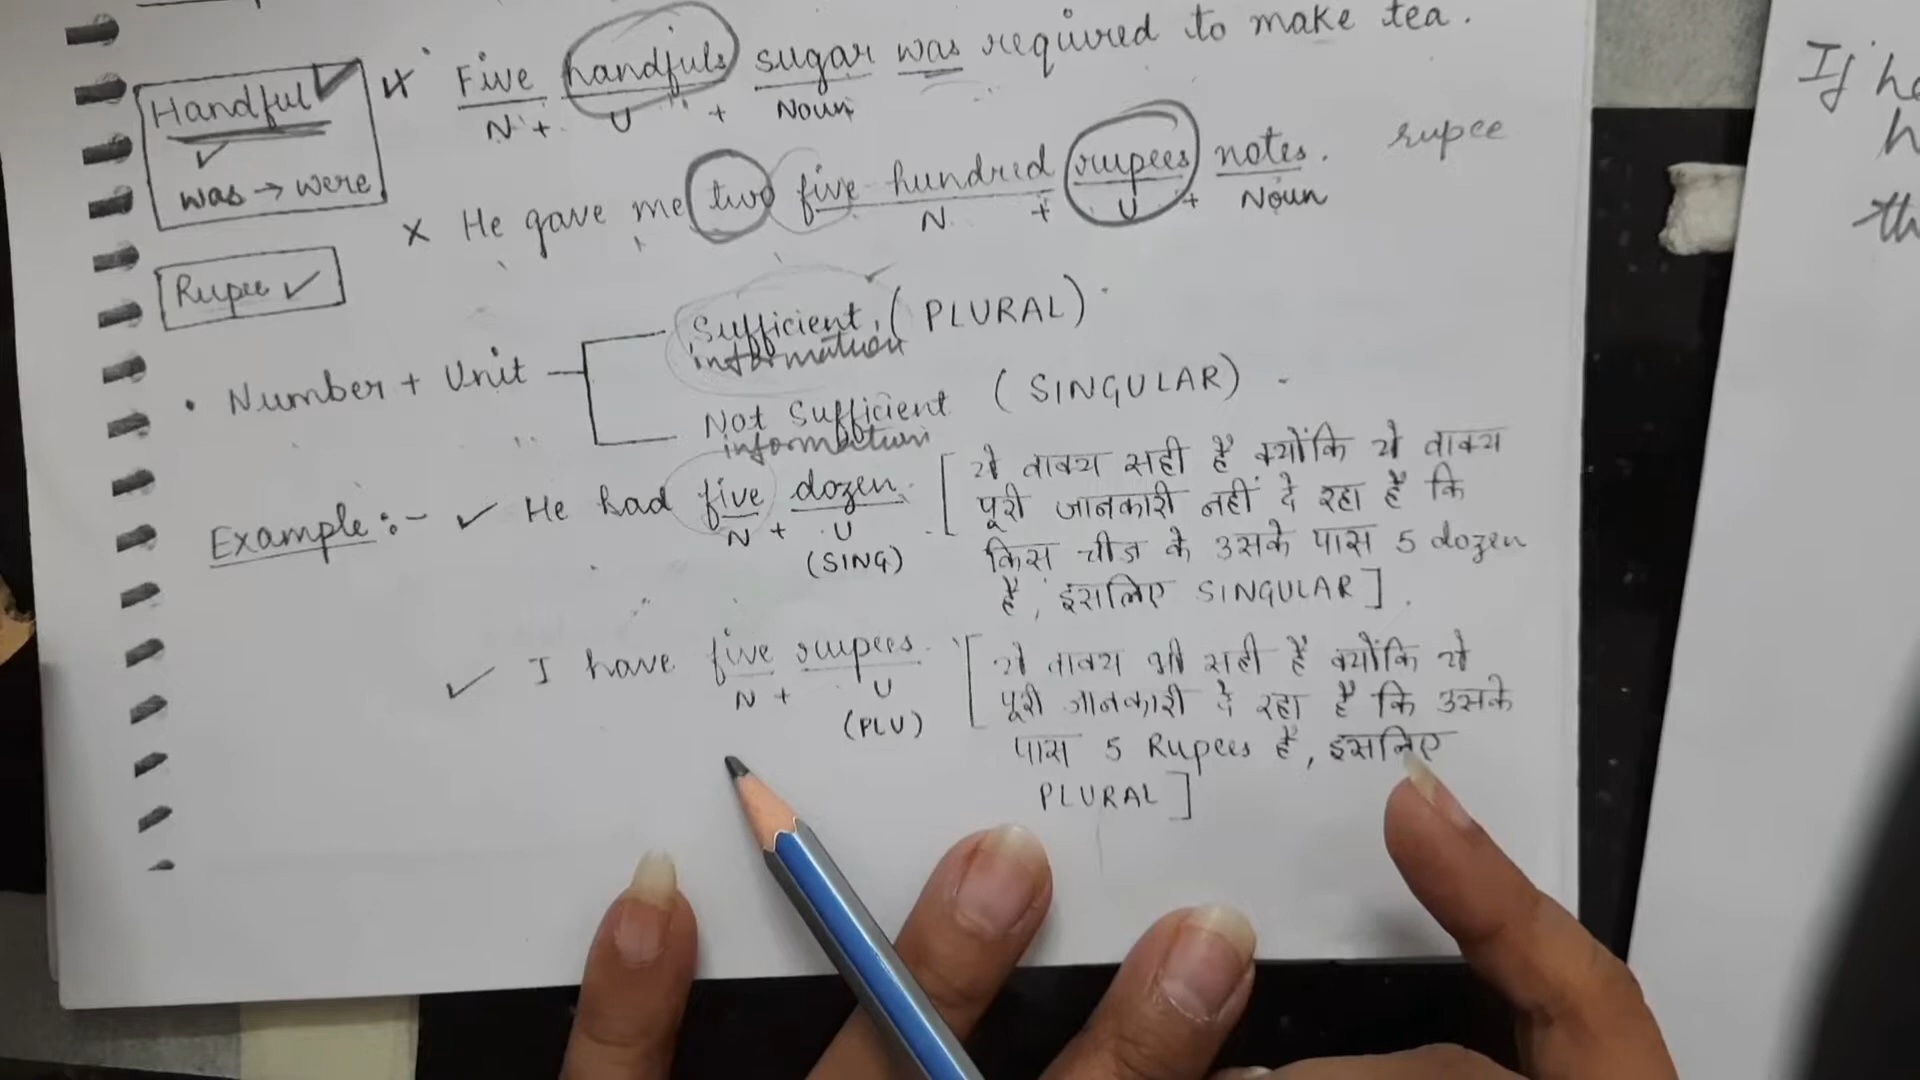 Five handfuls sugar was required to make tea.
Handful
N + U + Noun
was → were
He gave me two five hundred rupees notes. rupee
N + U + Noun
Rupee
Sufficient (PLURAL)
information
• Number + Unit
Not Sufficient (SINGULAR)
information
Example:- He had five dozen. [ये वाक्य सही है क्योंकि ये वाक्य
N + U
पूरी जानकारी नहीं दे रहा है कि
(SING)
किस चीज के उसके पास 5 dozen
है, इसलिए SINGULAR].
I have five rupees. [ये वाक्य भी सही है क्योंकि ये
N + U
पूरी जानकारी दे रहा है कि उसके
(PLU)
पास 5 Rupees है, इसलिए
PLURAL]
If